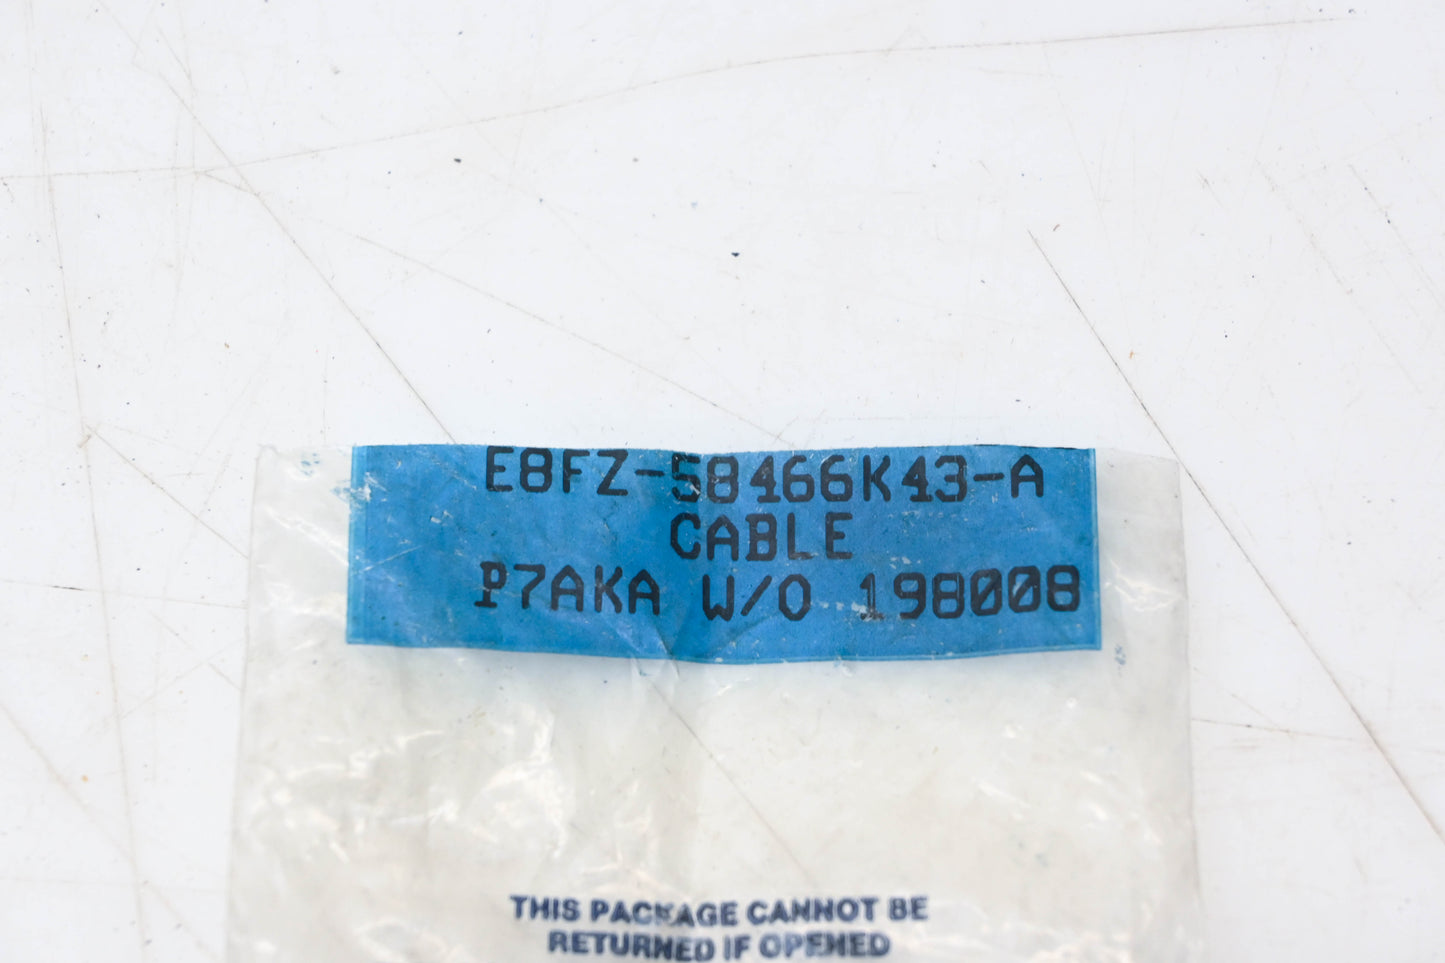 E8FZ-58466K43-A
CABLE
P7AKA W/O 198008
THIS PACKAGE CANNOT BE
RETURNED IF OPENED